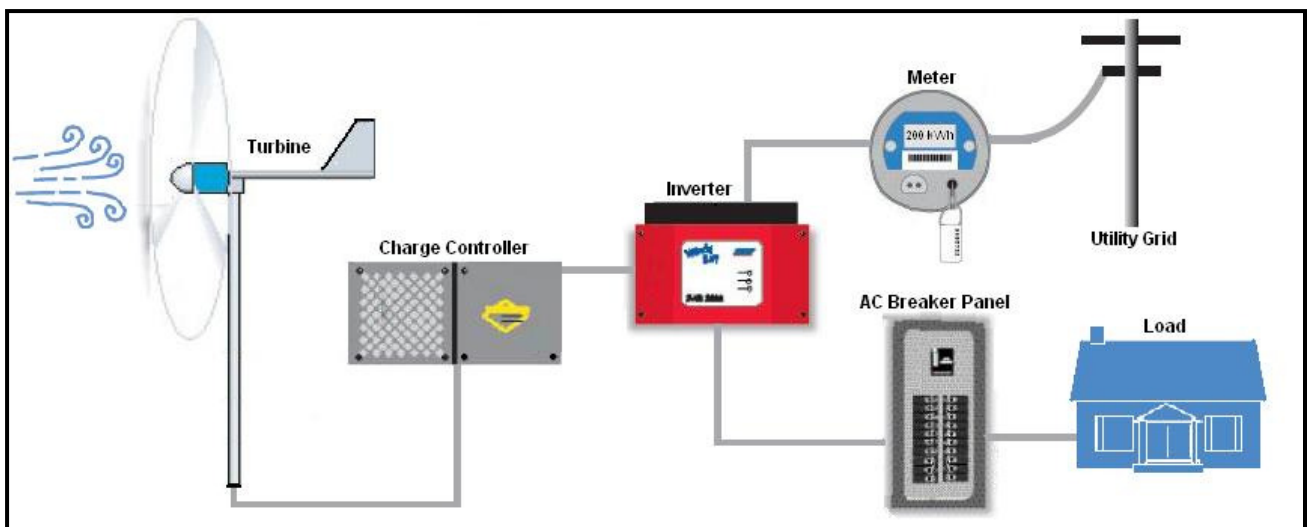 Turbine
Charge Controller
Inverter
Meter
200 KWh
Utility Grid
AC Breaker Panel
Load